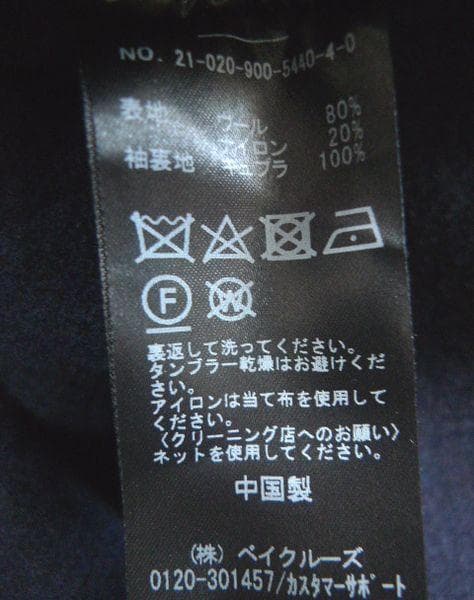 NO. 21-020-900-5440-4-0
表地 ウール 80%
ナイロン 20%
袖裏地 キュプラ 100%
F W
裏返して洗ってください。
タンブラー乾燥はお避けくだ
さい。
アイロンは当て布を使用して
ください。
〈クリーニング店へのお願い〉
ネットを使用してください。
中国製
(株) ベイクルーズ
0120-301457/カスタマーサポート